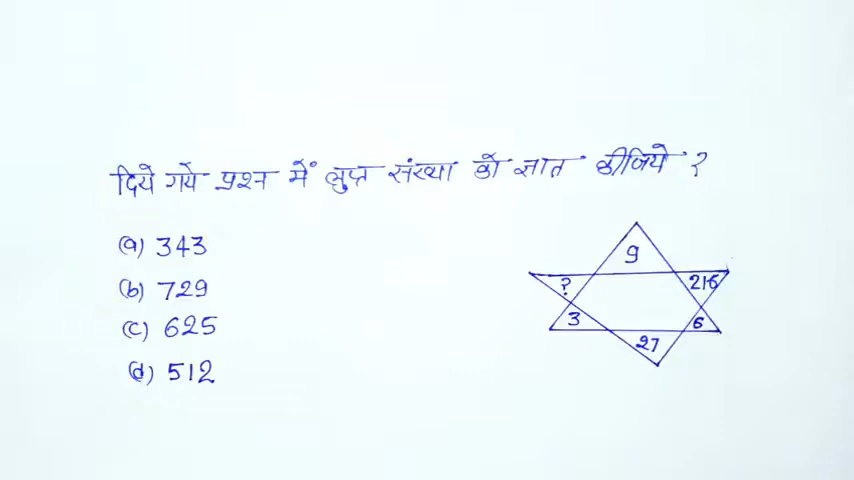 दिये गये प्रश्न में लुप्त संख्या को ज्ञात कीजिये ?
(a) 343
(b) 729
(c) 625
(d) 512
9
? 216
3 6
27